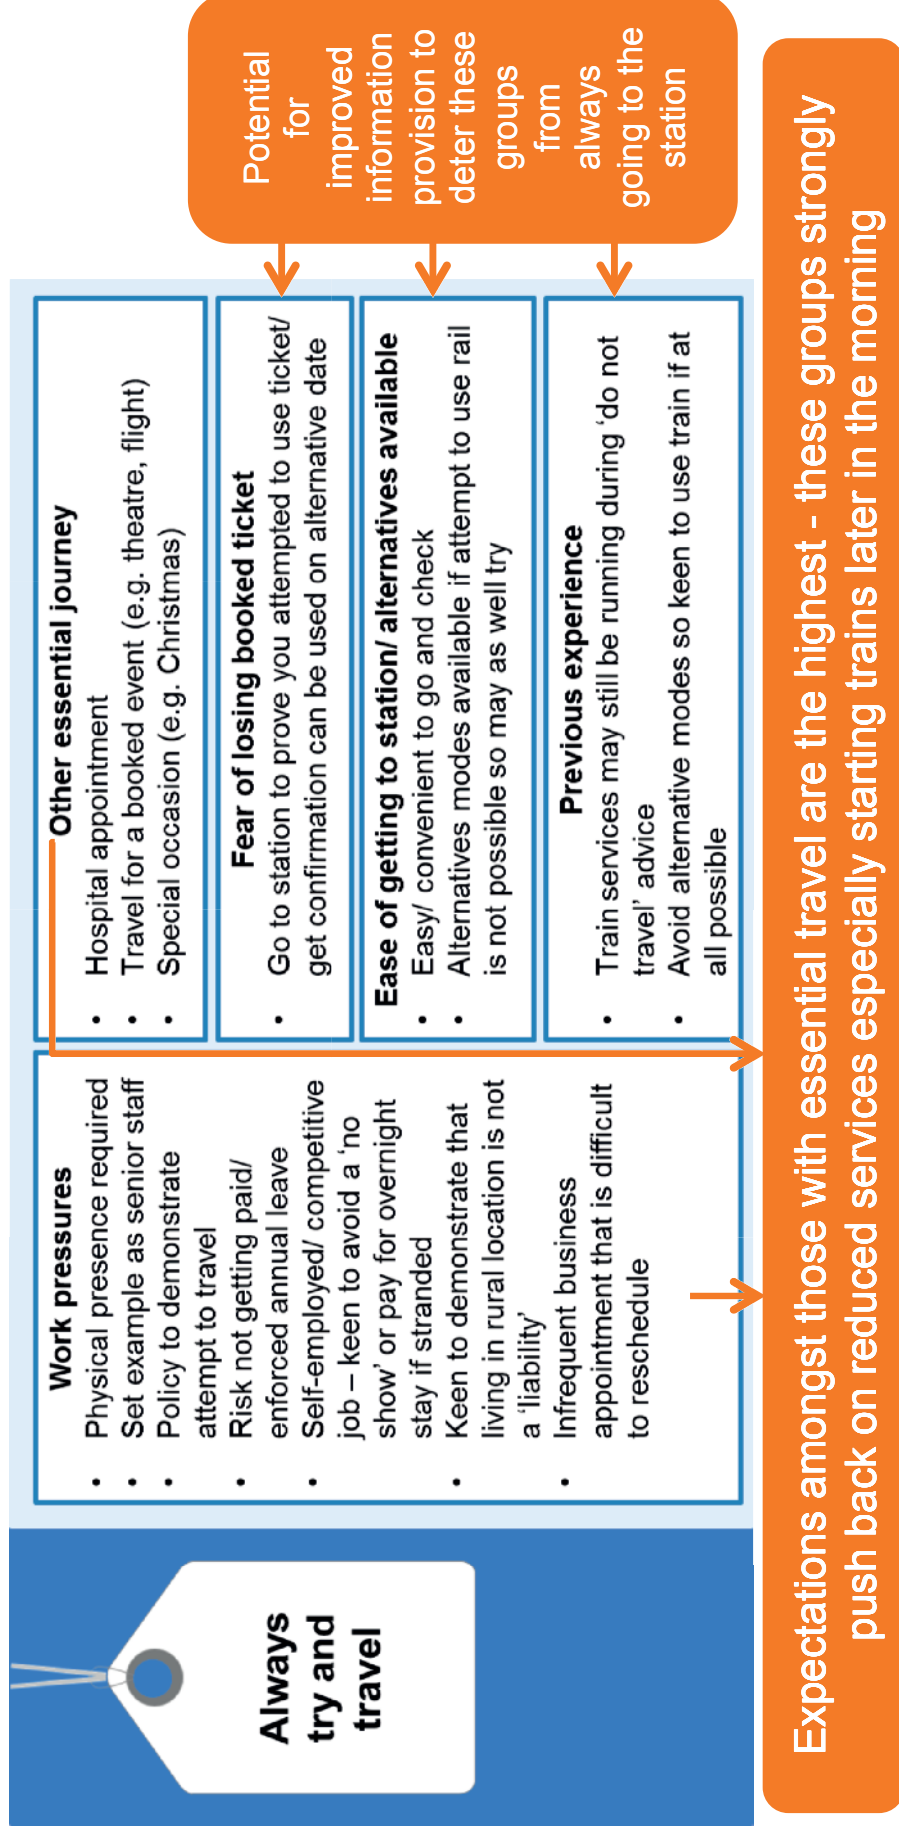 Always
try and
travel
Work pressures
• Physical presence required
• Set example as senior staff
• Policy to demonstrate
attempt to travel
• Risk not getting paid/
enforced annual leave
• Self-employed/ competitive
job – keen to avoid a ‘no
show’ or pay for overnight
stay if stranded
• Keen to demonstrate that
living in rural location is not
a ‘liability’
• Infrequent business
appointment that is difficult
to reschedule
Other essential journey
• Hospital appointment
• Travel for a booked event (e.g. theatre, flight)
• Special occasion (e.g. Christmas)
Fear of losing booked ticket
• Go to station to prove you attempted to use ticket/
get confirmation can be used on alternative date
Ease of getting to station/ alternatives available
• Easy/ convenient to go and check
• Alternatives modes available if attempt to use rail
is not possible so may as well try
Previous experience
• Train services may still be running during ‘do not
travel’ advice
• Avoid alternative modes so keen to use train if at
all possible
Potential
for
improved
information
provision to
deter these
groups
from
always
going to the
station
Expectations amongst those with essential travel are the highest - these groups strongly
push back on reduced services especially starting trains later in the morning